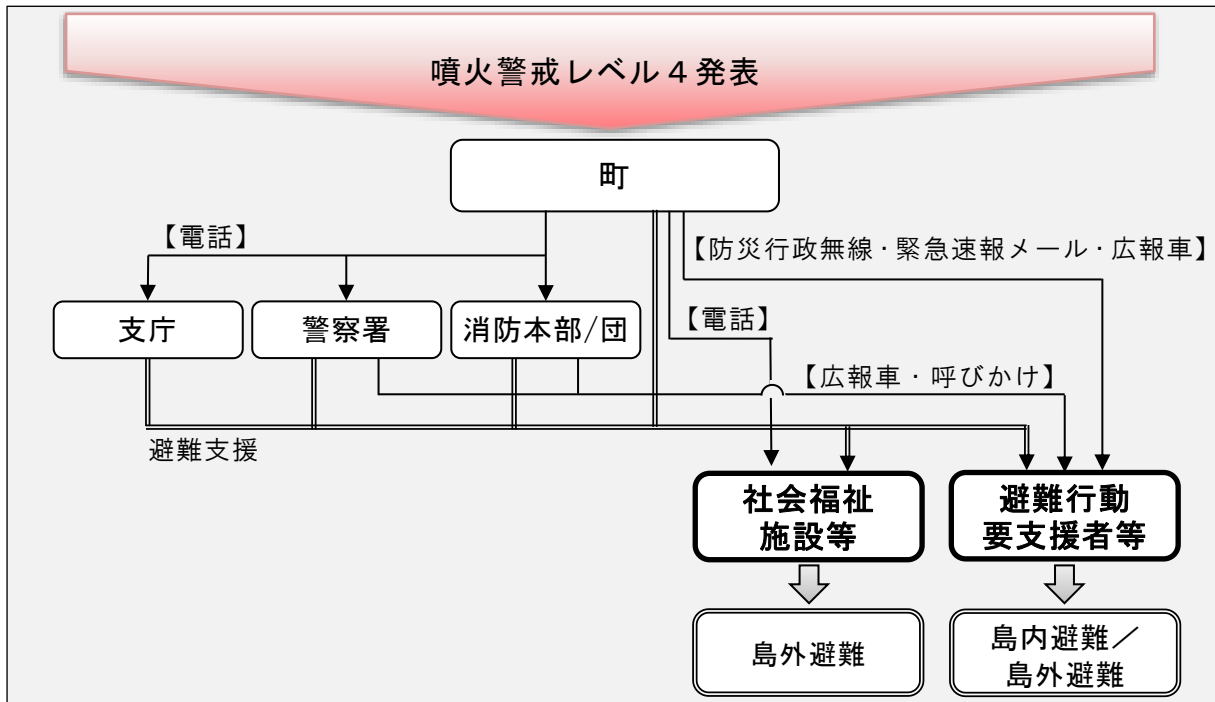 噴火警戒レベル４発表
町
【電話】
【防災行政無線・緊急速報メール・広報車】
支庁
警察署
消防本部/団
【電話】
【広報車・呼びかけ】
避難支援
社会福祉
施設等
避難行動
要支援者等
島外避難
島内避難／
島外避難